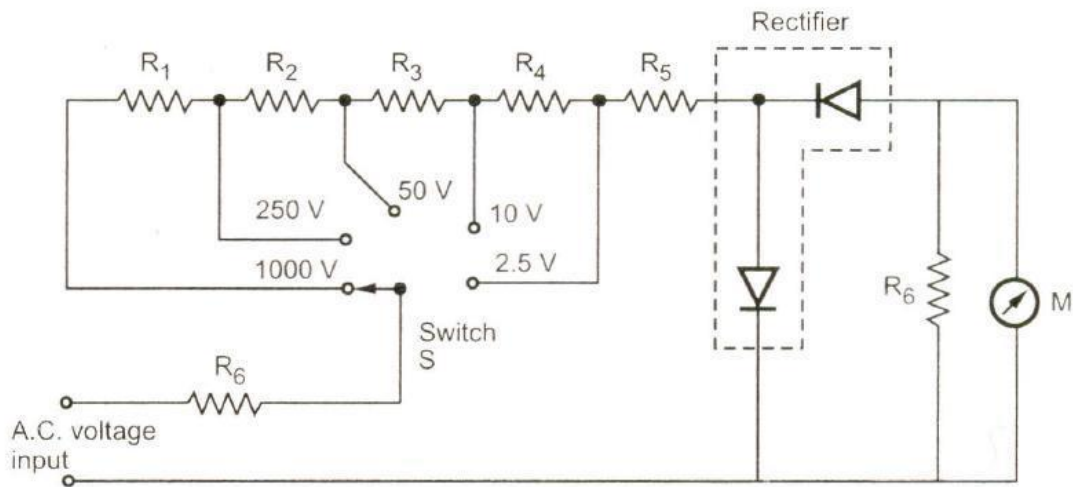 Rectifier
R1 R2 R3 R4 R5
50 V
250 V
10 V
1000 V
2.5 V
R6
M
Switch
S
R6
A.C. voltage
input